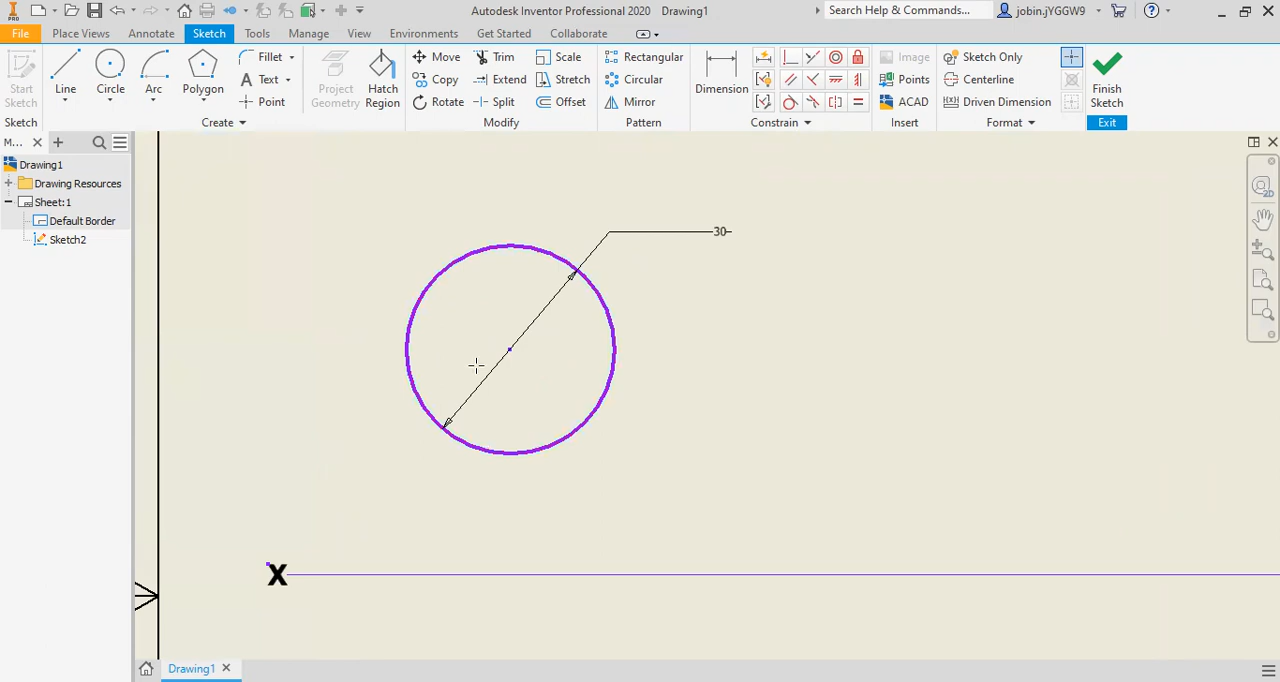 PRO
Autodesk Inventor Professional 2020 Drawing1
Search Help & Commands...
jobin.jYGGW9
File
Place Views
Annotate
Sketch
Tools
Manage
View
Environments
Get Started
Collaborate
Start
Sketch
Sketch
Line
Circle
Arc
Polygon
Fillet
Text
Point
Create
Project
Geometry
Hatch
Region
Move
Copy
Rotate
Trim
Extend
Split
Scale
Stretch
Offset
Modify
Rectangular
Circular
Mirror
Pattern
Dimension
Constrain
Image
Points
ACAD
Insert
Sketch Only
Centerline
Driven Dimension
Format
Finish
Sketch
Exit
M...
Drawing1
Drawing Resources
Sheet:1
Default Border
Sketch2
30
X
2D
Drawing1